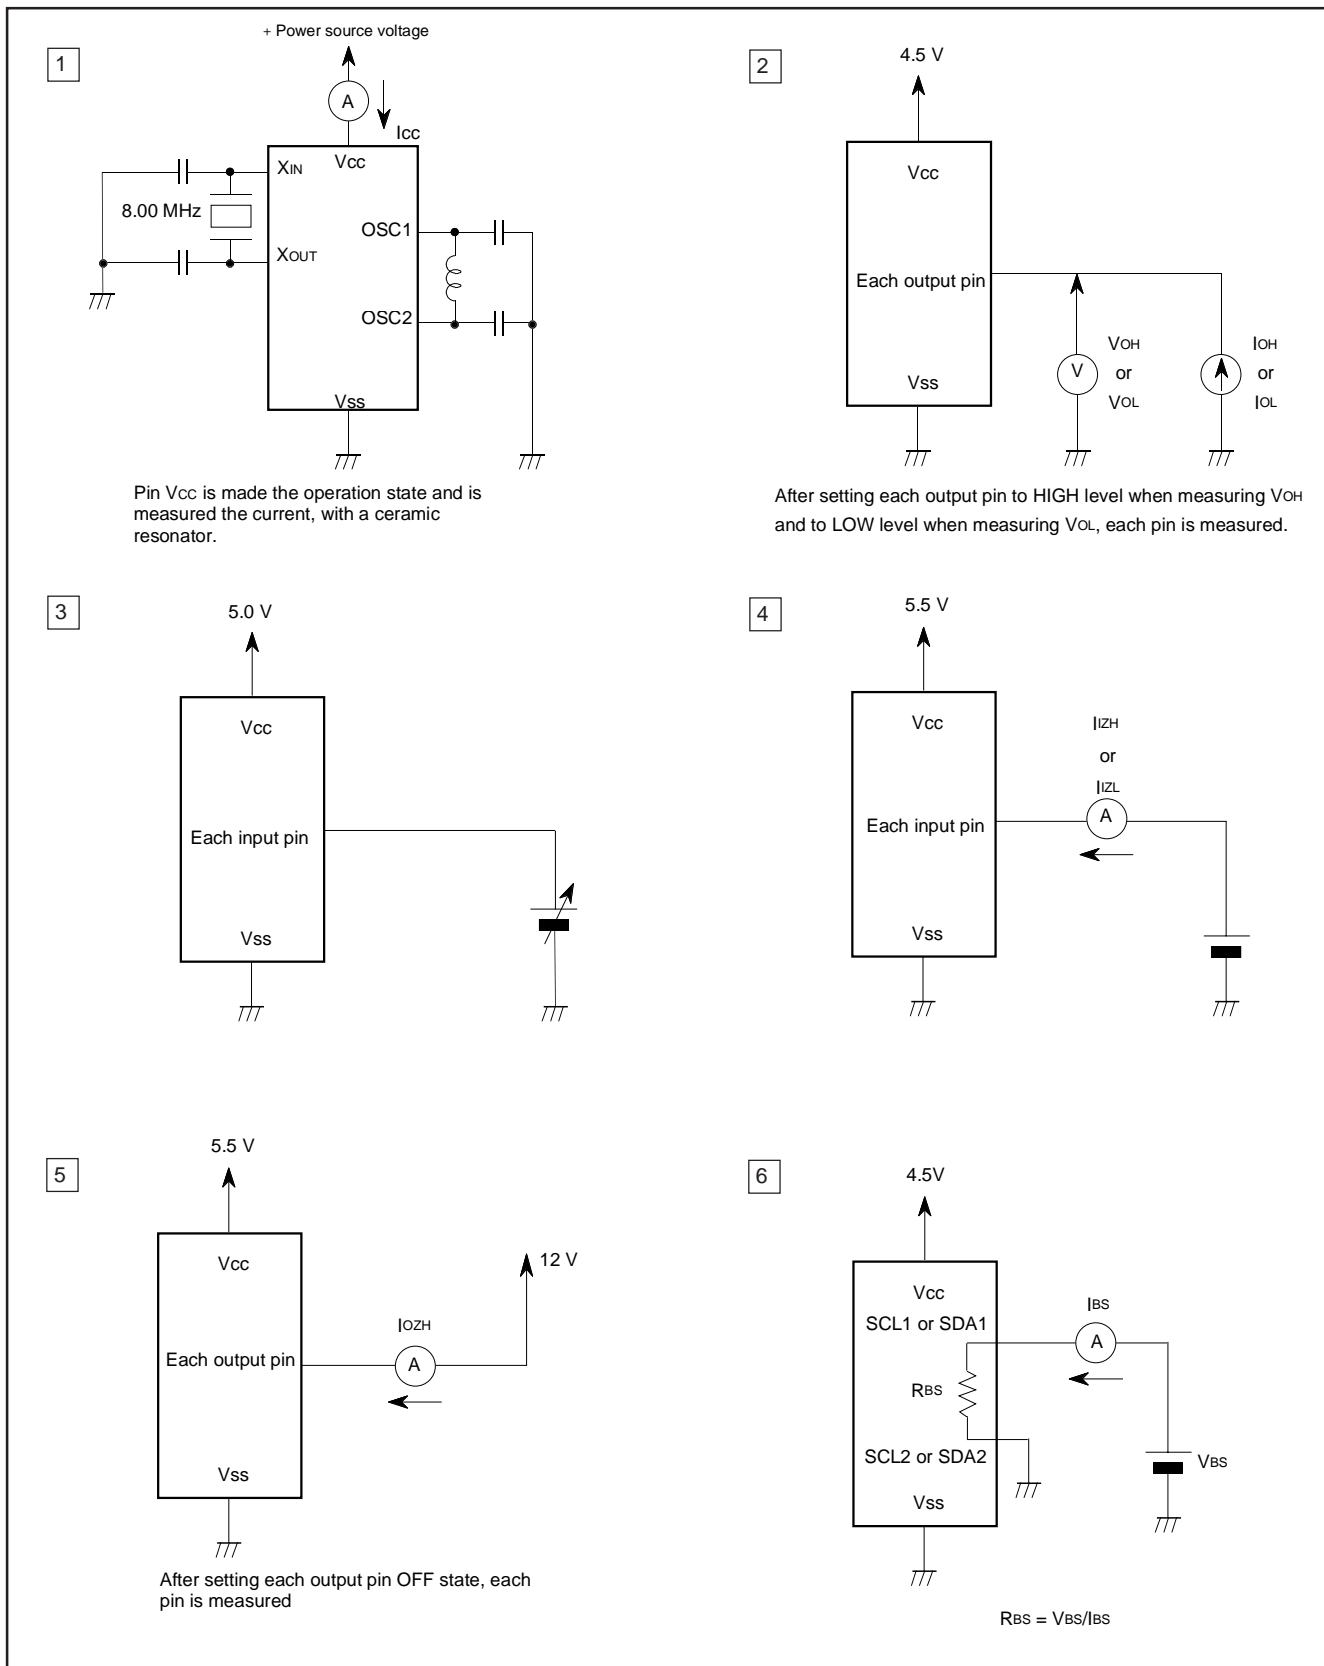 1
+ Power source voltage
A
Icc
Vcc
XIN
8.00 MHz
XOUT
OSC1
OSC2
Vss
Pin Vcc is made the operation state and is
measured the current, with a ceramic
resonator.
2
4.5 V
Vcc
Each output pin
Vss
V
VOH
or
VOL
IOH
or
IOL
After setting each output pin to HIGH level when measuring VOH
and to LOW level when measuring VOL, each pin is measured.
3
5.0 V
Vcc
Each input pin
Vss
4
5.5 V
Vcc
Each input pin
Vss
IIZH
or
IIZL
A
5
5.5 V
Vcc
Each output pin
Vss
IOZH
A
12 V
After setting each output pin OFF state, each
pin is measured
6
4.5V
Vcc
SCL1 or SDA1
RBS
SCL2 or SDA2
Vss
IBS
A
VBS
RBS = VBS/IBS